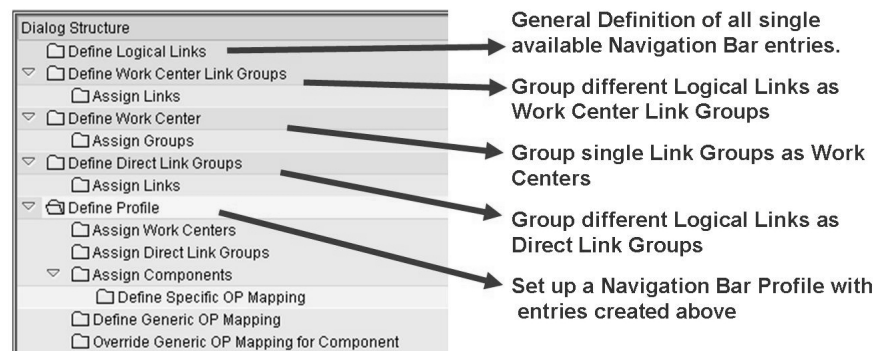 Dialog Structure
Define Logical Links
Define Work Center Link Groups
Assign Links
Define Work Center
Assign Groups
Define Direct Link Groups
Assign Links
Define Profile
Assign Work Centers
Assign Direct Link Groups
Assign Components
Define Specific OP Mapping
Define Generic OP Mapping
Override Generic OP Mapping for Component
General Definition of all single
available Navigation Bar entries.
Group different Logical Links as
Work Center Link Groups
Group single Link Groups as Work
Centers
Group different Logical Links as
Direct Link Groups
Set up a Navigation Bar Profile with
entries created above